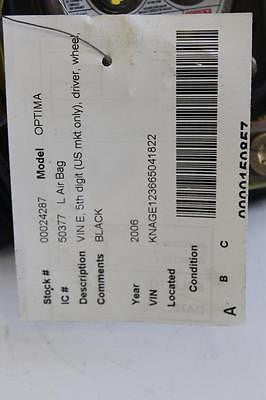 Stock # 00024287 Model OPTIMA
IC # 50377 L Air Bag
Description VIN E, 5th digit (US mkt only), driver, wheel,
Comments BLACK
Year 2006
VIN KNAGE123665041822
Located
Condition
A B C
0000150857